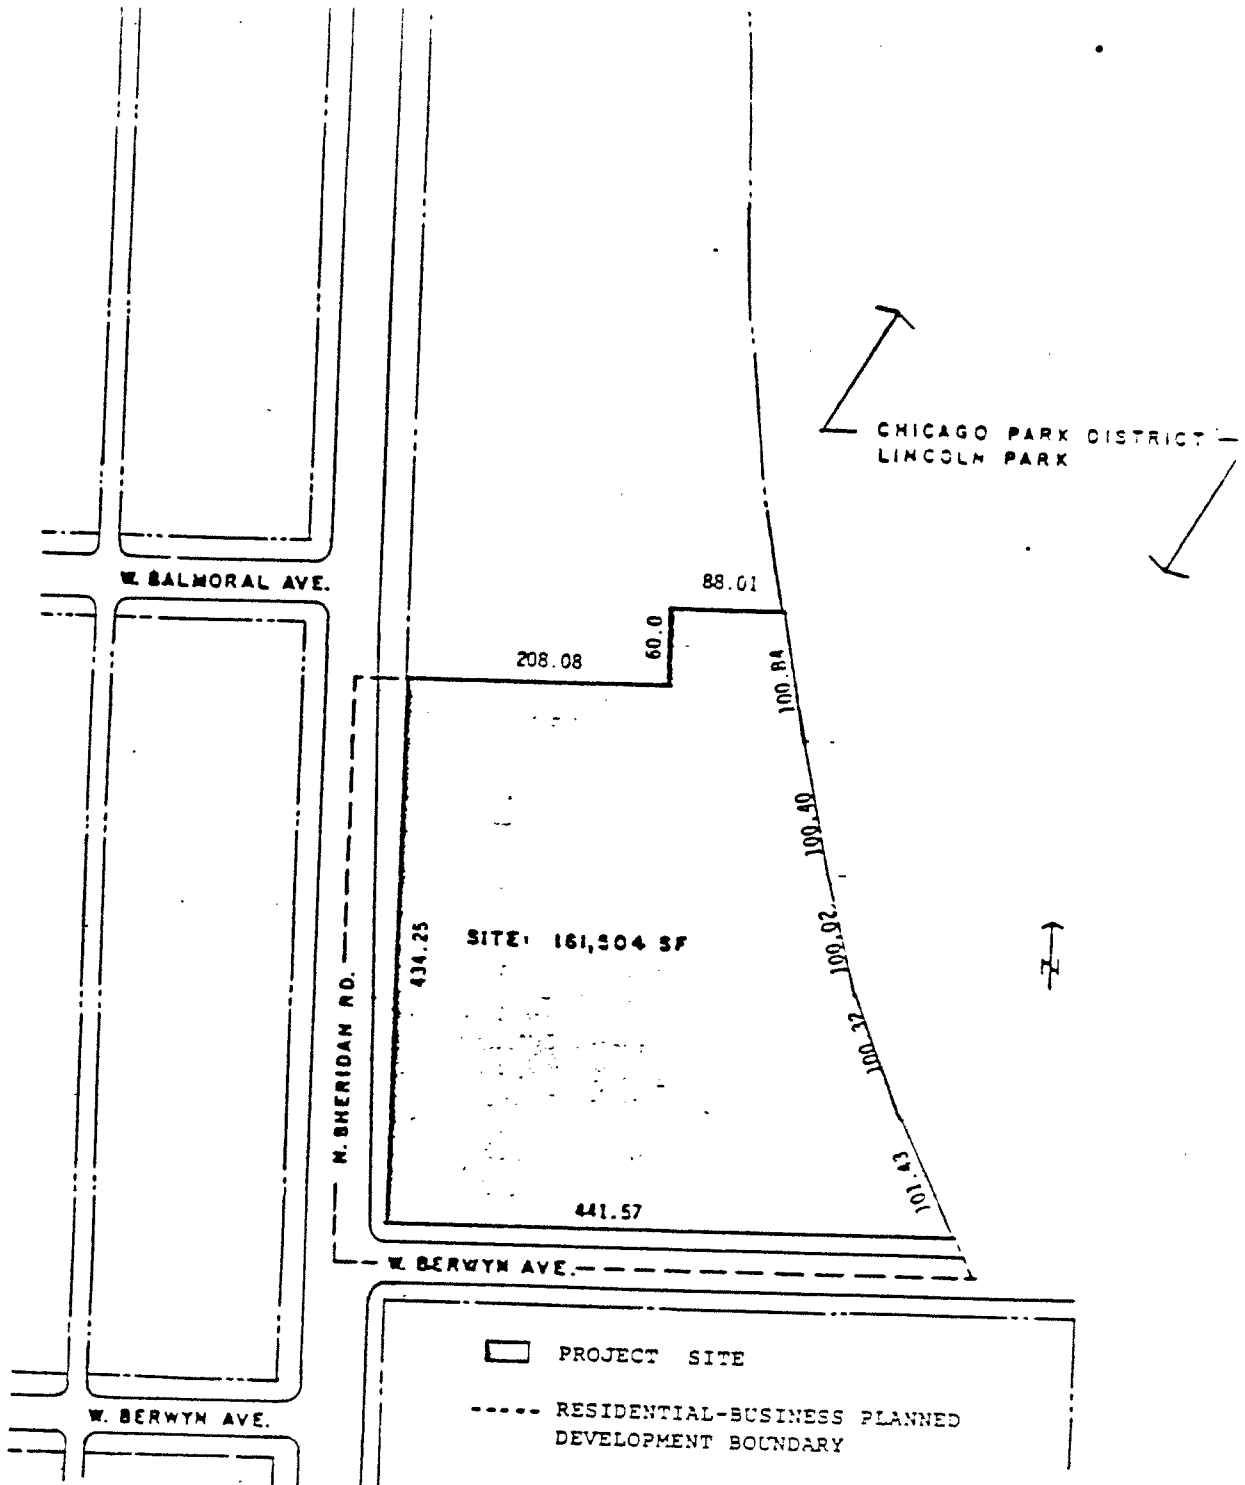 CHICAGO PARK DISTRICT
LINCOLN PARK
W. BALMORAL AVE.
88.01
60.0
208.08
100.84
100.40
100.02
100.37
101.43
434.25
SITE: 161,504 SF
N. SHERIDAN RD.
N
441.57
W. BERWYN AVE.
PROJECT SITE
RESIDENTIAL-BUSINESS PLANNED
DEVELOPMENT BOUNDARY
W. BERWYN AVE.